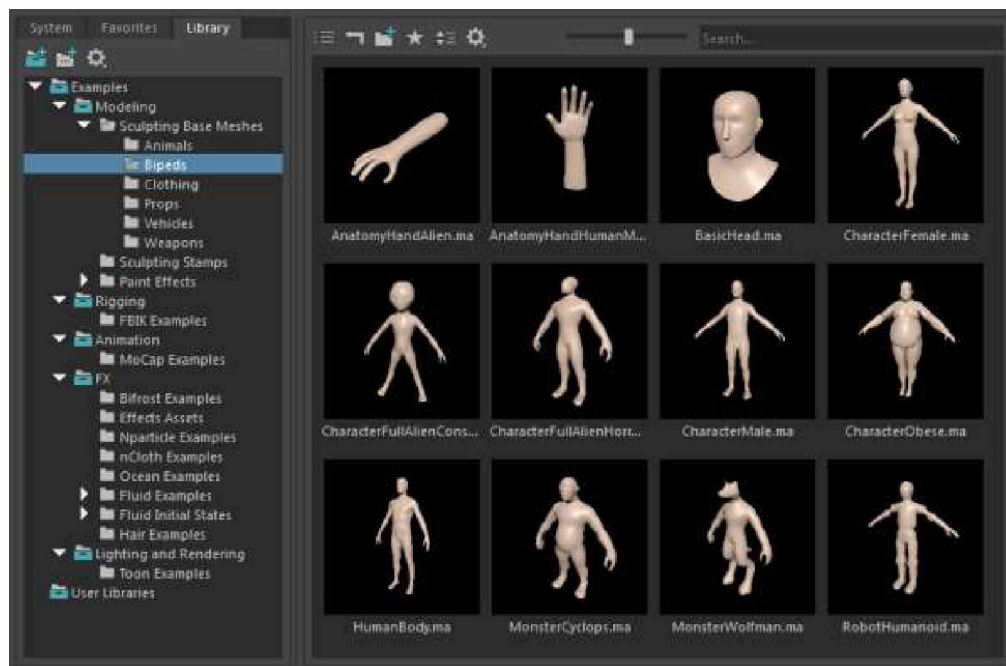 System Favorites Library
Search...
Examples
Modeling
Sculpting Base Meshes
Animals
Bipeds
Clothing
Props
Vehicles
Weapons
Sculpting Stamps
Paint Effects
Rigging
FBIK Examples
Animation
MoCap Examples
FX
Bifrost Examples
Effects Assets
Nparticle Examples
nCloth Examples
Ocean Examples
Fluid Examples
Fluid Initial States
Hair Examples
Lighting and Rendering
Toon Examples
User Libraries
AnatomyHandAlien.ma AnatomyHandHumanM... BasicHead.ma CharacterFemale.ma
CharacterFullAlienCons... CharacterFullAlienHorr... CharacterMale.ma CharacterObese.ma
HumanBody.ma MonsterCyclops.ma MonsterWolfman.ma RobotHumanoid.ma